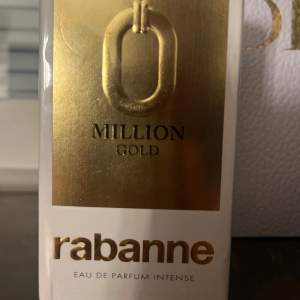 MILLION
GOLD
rabanne
EAU DE PARFUM INTENSE